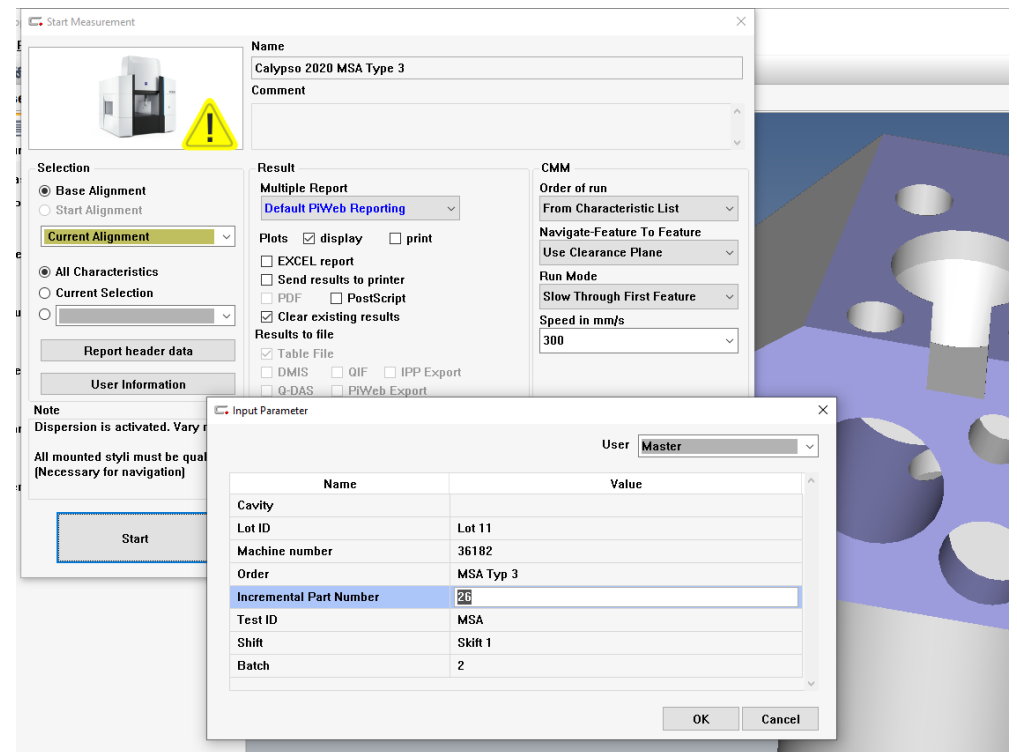 Start Measurement
Name
Calypso 2020 MSA Type 3
Comment
Selection
Base Alignment
Start Alignment
Current Alignment
All Characteristics
Current Selection
Report header data
User Information
Note
Dispersion is activated. Vary
All mounted styli must be qual
(Necessary for navigation)
Start
Result
Multiple Report
Default PiWeb Reporting
Plots display print
EXCEL report
Send results to printer
PDF PostScript
Clear existing results
Results to file
Table File
DMIS QIF IPP Export
Q-DAS PiWeb Export
CMM
Order of run
From Characteristic List
Navigate-Feature To Feature
Use Clearance Plane
Run Mode
Slow Through First Feature
Speed in mm/s
300
Input Parameter
User Master
Name Value
Cavity
Lot ID Lot 11
Machine number 36182
Order MSA Typ 3
Incremental Part Number 26
Test ID MSA
Shift Skift 1
Batch 2
OK Cancel